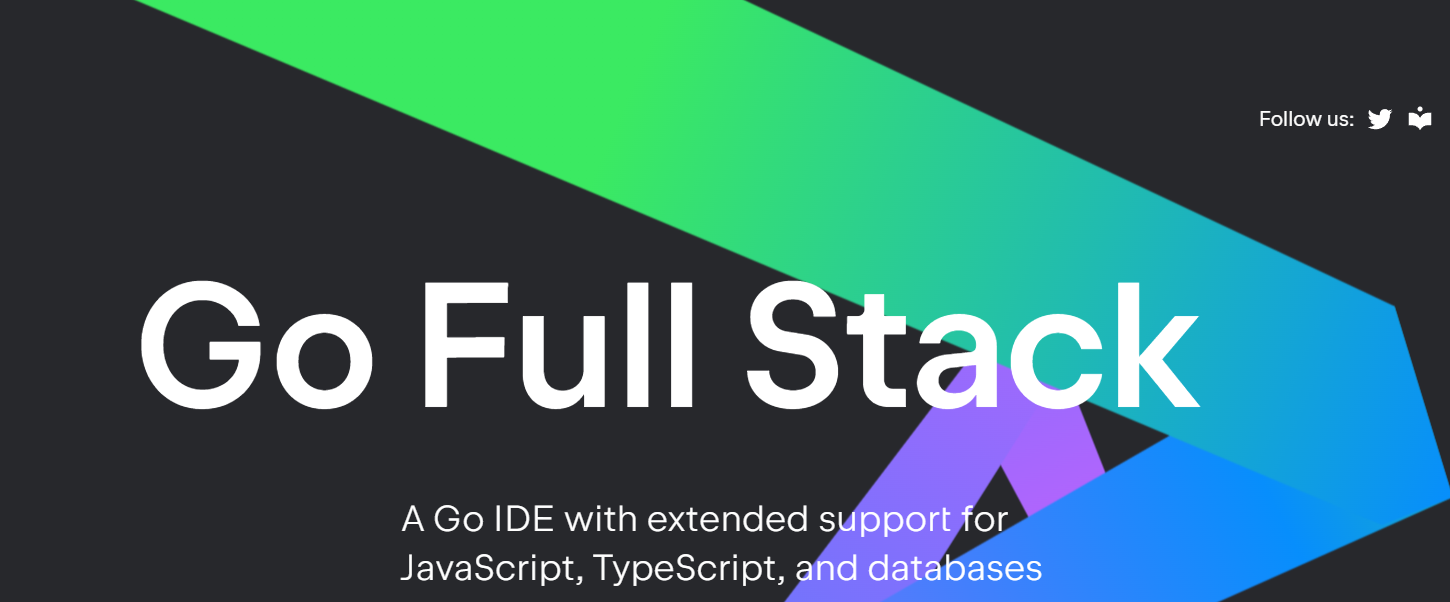 Follow us:
Go Full Stack
A Go IDE with extended support for
JavaScript, TypeScript, and databases